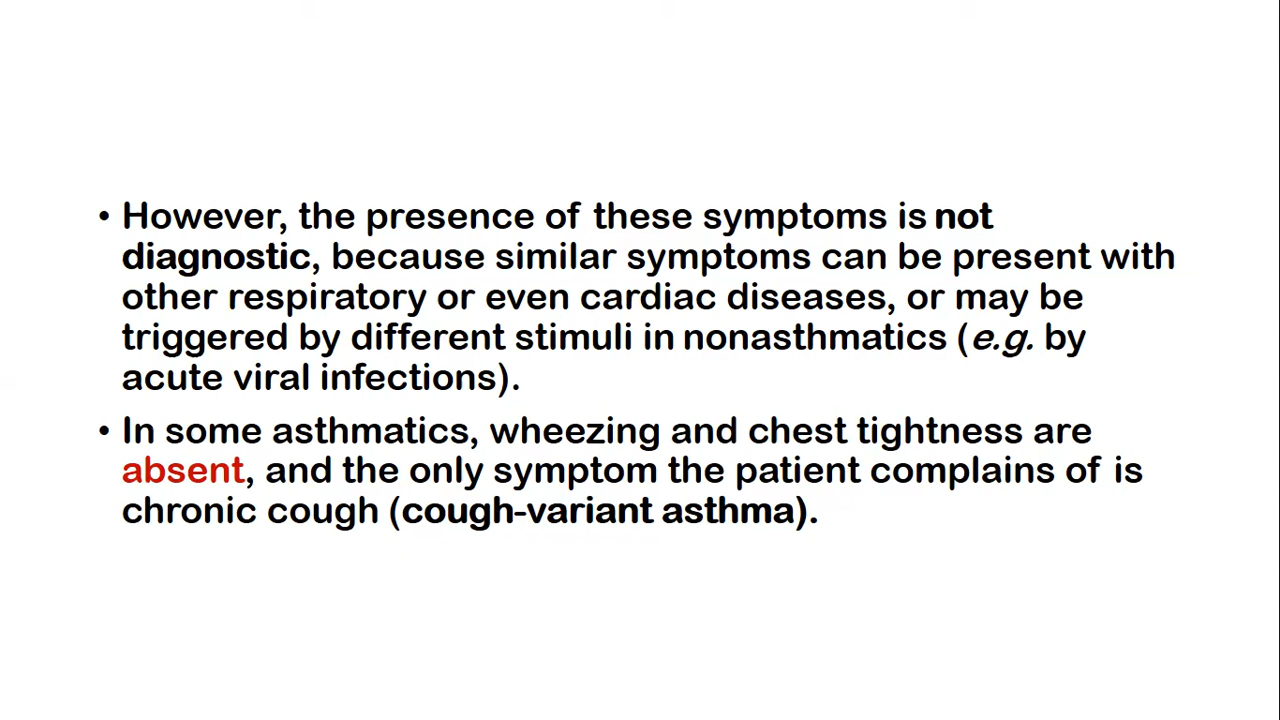 • However, the presence of these symptoms is not
diagnostic, because similar symptoms can be present with
other respiratory or even cardiac diseases, or may be
triggered by different stimuli in nonasthmatics (e.g. by
acute viral infections).
• In some asthmatics, wheezing and chest tightness are
absent, and the only symptom the patient complains of is
chronic cough (cough-variant asthma).